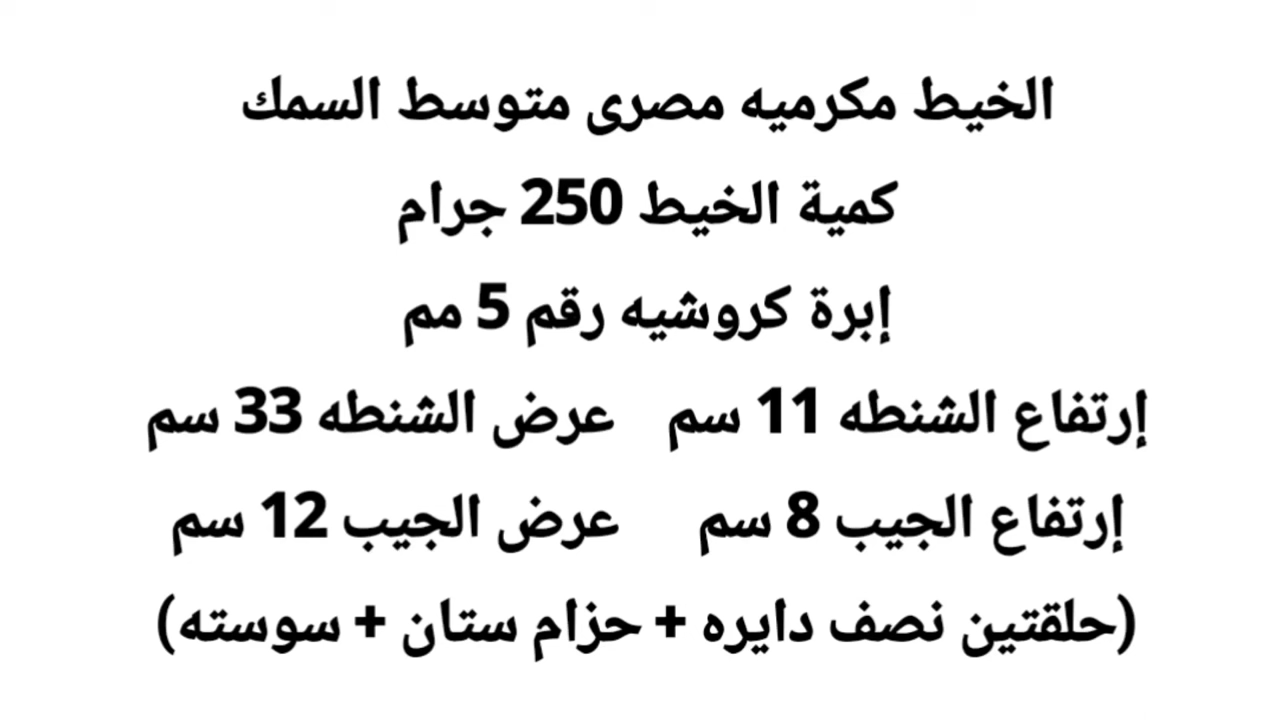 الخيط مكرميه مصرى متوسط السمك
كمية الخيط 250 جرام
إبرة كروشيه رقم 5 مم
إرتفاع الشنطه 11 سم عرض الشنطه 33 سم
إرتفاع الجيب 8 سم عرض الجيب 12 سم
(حلقتين نصف دايره + حزام ستان + سوسته)